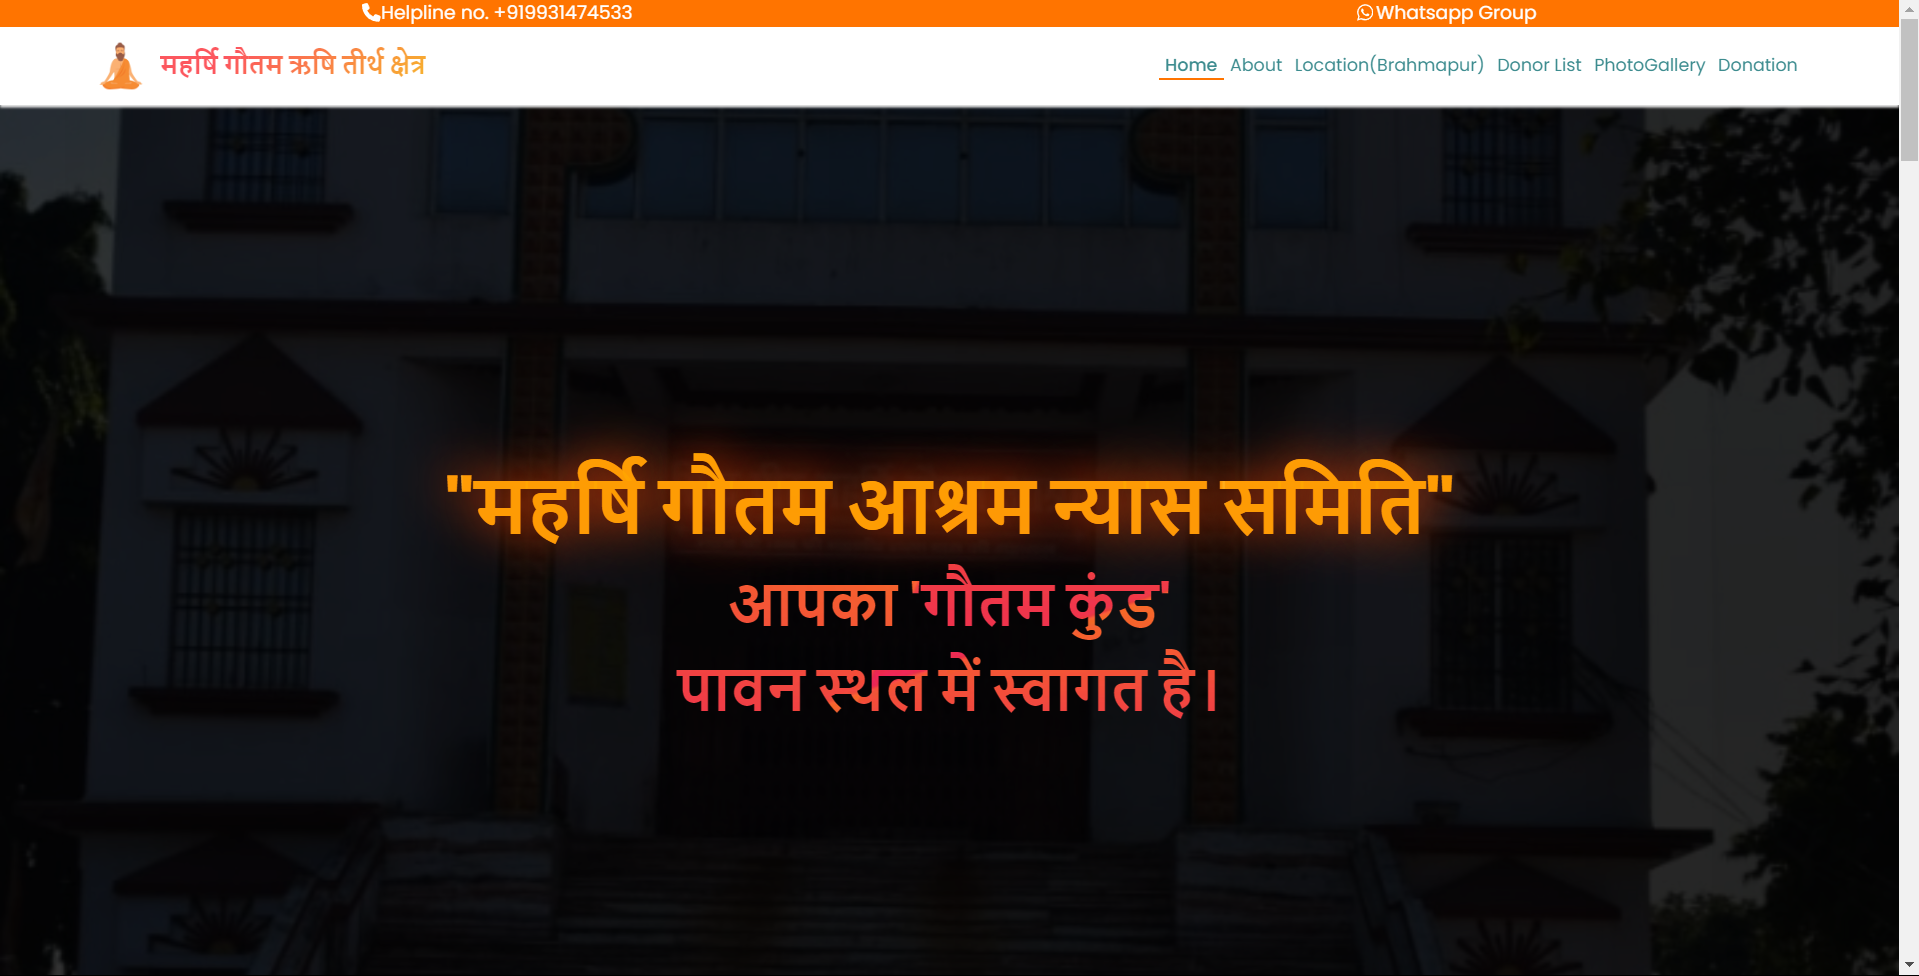 Helpline no. +919931474533
Whatsapp Group
महर्षि गौतम ऋषि तीर्थ क्षेत्र
Home About Location(Brahmapur) Donor List PhotoGallery Donation
"महर्षि गौतम आश्रम न्यास समिति"
आपका 'गौतम कुंड'
पावन स्थल में स्वागत है।